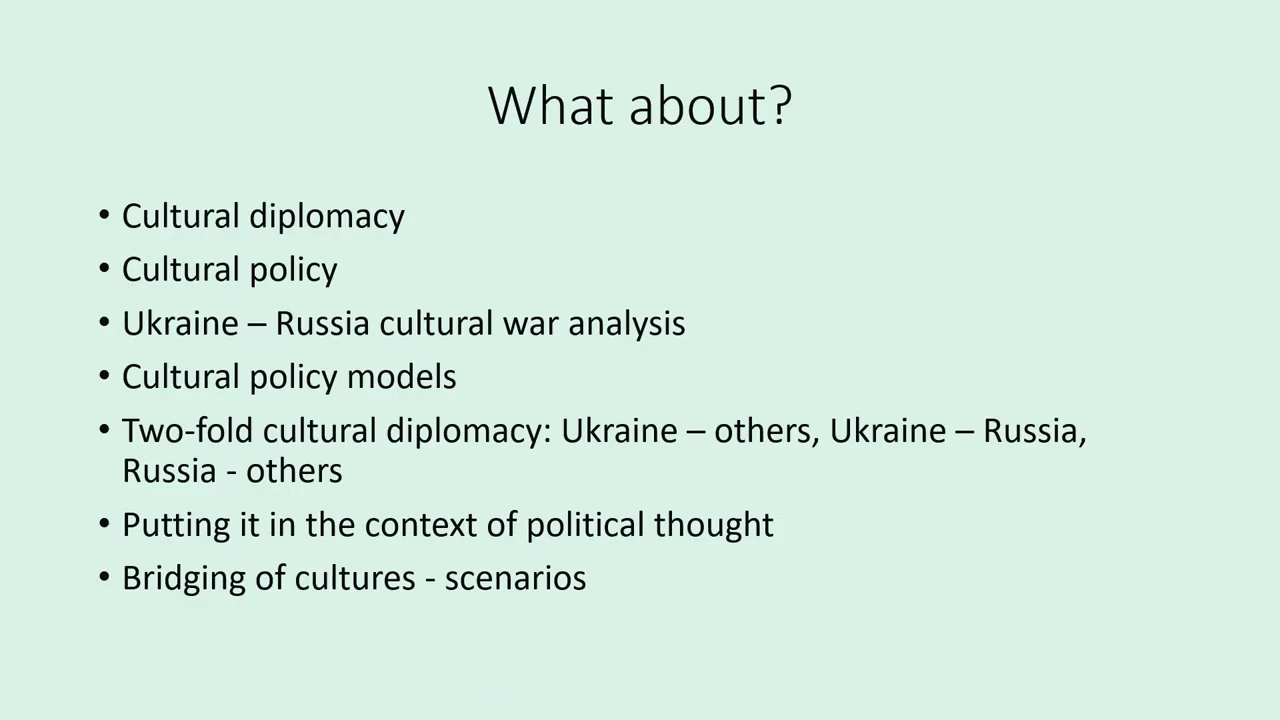 What about?
• Cultural diplomacy
• Cultural policy
• Ukraine – Russia cultural war analysis
• Cultural policy models
• Two-fold cultural diplomacy: Ukraine – others, Ukraine – Russia,
Russia - others
• Putting it in the context of political thought
• Bridging of cultures - scenarios